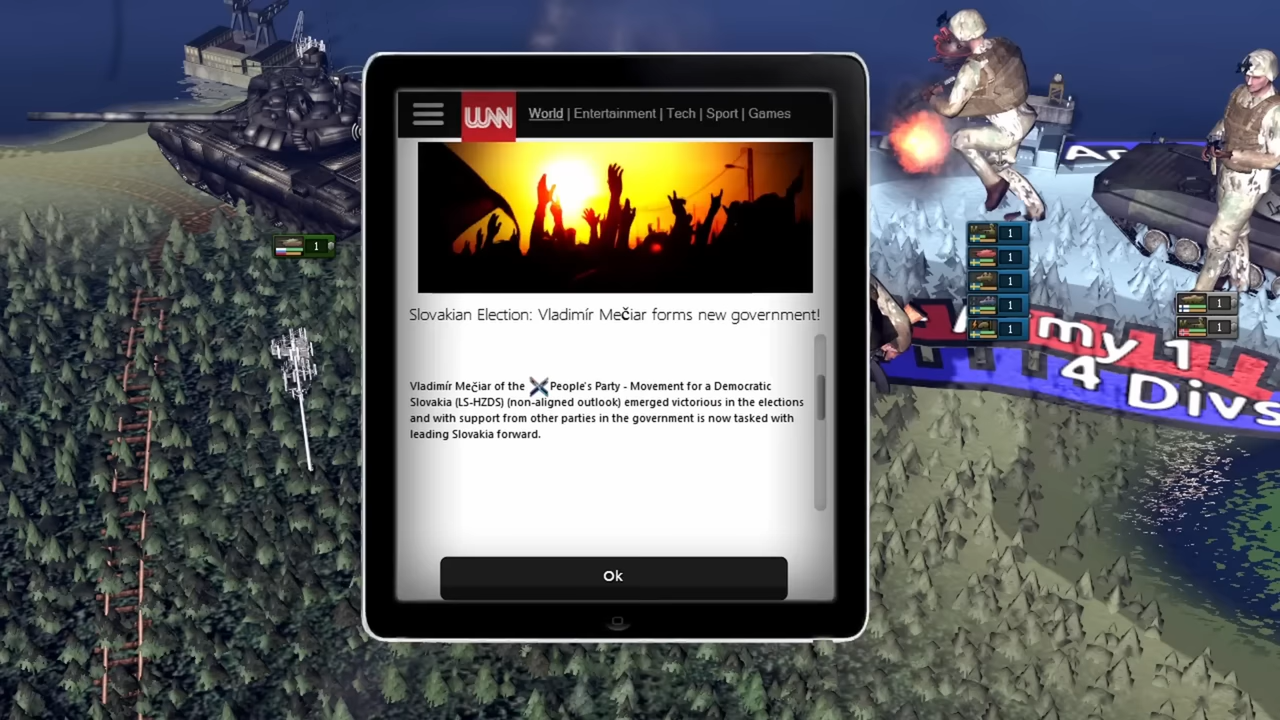 WNN
World | Entertainment | Tech | Sport | Games
Slovakian Election: Vladimír Mečiar forms new government!
Vladimír Mečiar of the People's Party - Movement for a Democratic
Slovakia (LS-HZDS) (non-aligned outlook) emerged victorious in the elections
and with support from other parties in the government is now tasked with
leading Slovakia forward.
Ok
1
1
1
1
1
1
1
1
Army 1
4 Divs